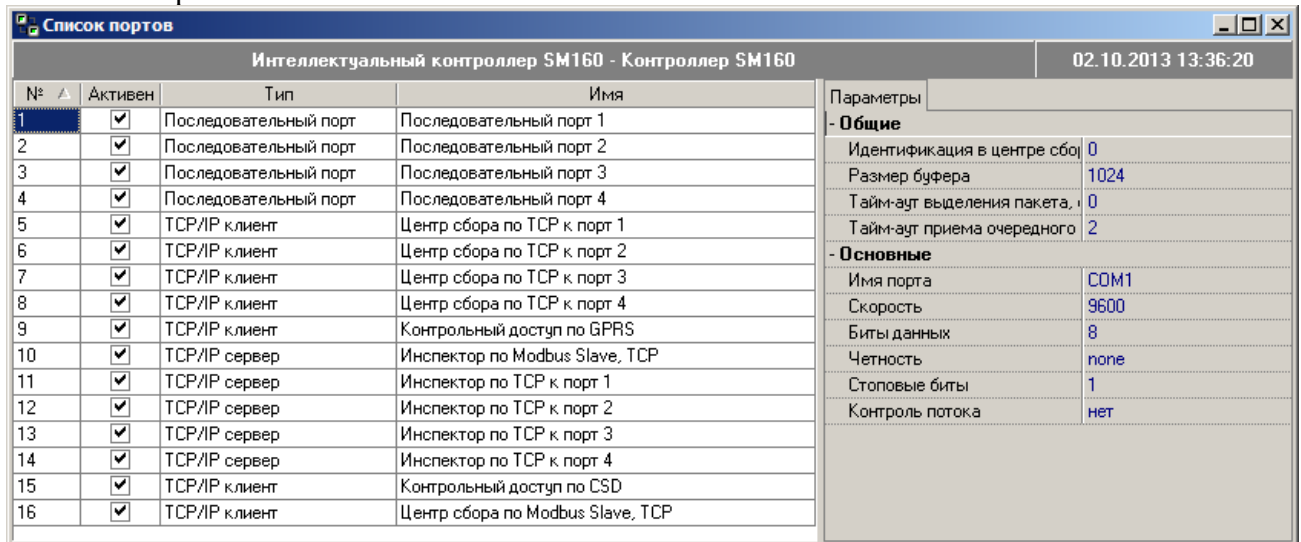 Список портов
Интеллектуальный контроллер SM160 - Контроллер SM160 02.10.2013 13:36:20
№ Активен Тип Имя
1 Последовательный порт Последовательный порт 1
2 Последовательный порт Последовательный порт 2
3 Последовательный порт Последовательный порт 3
4 Последовательный порт Последовательный порт 4
5 TCP/IP клиент Центр сбора по TCP к порт 1
6 TCP/IP клиент Центр сбора по TCP к порт 2
7 TCP/IP клиент Центр сбора по TCP к порт 3
8 TCP/IP клиент Центр сбора по TCP к порт 4
9 TCP/IP клиент Контрольный доступ по GPRS
10 TCP/IP сервер Инспектор по Modbus Slave, TCP
11 TCP/IP сервер Инспектор по TCP к порт 1
12 TCP/IP сервер Инспектор по TCP к порт 2
13 TCP/IP сервер Инспектор по TCP к порт 3
14 TCP/IP сервер Инспектор по TCP к порт 4
15 TCP/IP клиент Контрольный доступ по CSD
16 TCP/IP клиент Центр сбора по Modbus Slave, TCP
Параметры
- Общие
Идентификация в центре 0
Размер буфера 1024
Тайм-аут выделения пакета, 0
Тайм-аут приема очередного 2
- Основные
Имя порта COM1
Скорость 9600
Биты данных 8
Четность none
Стоповые биты 1
Контроль потока нет